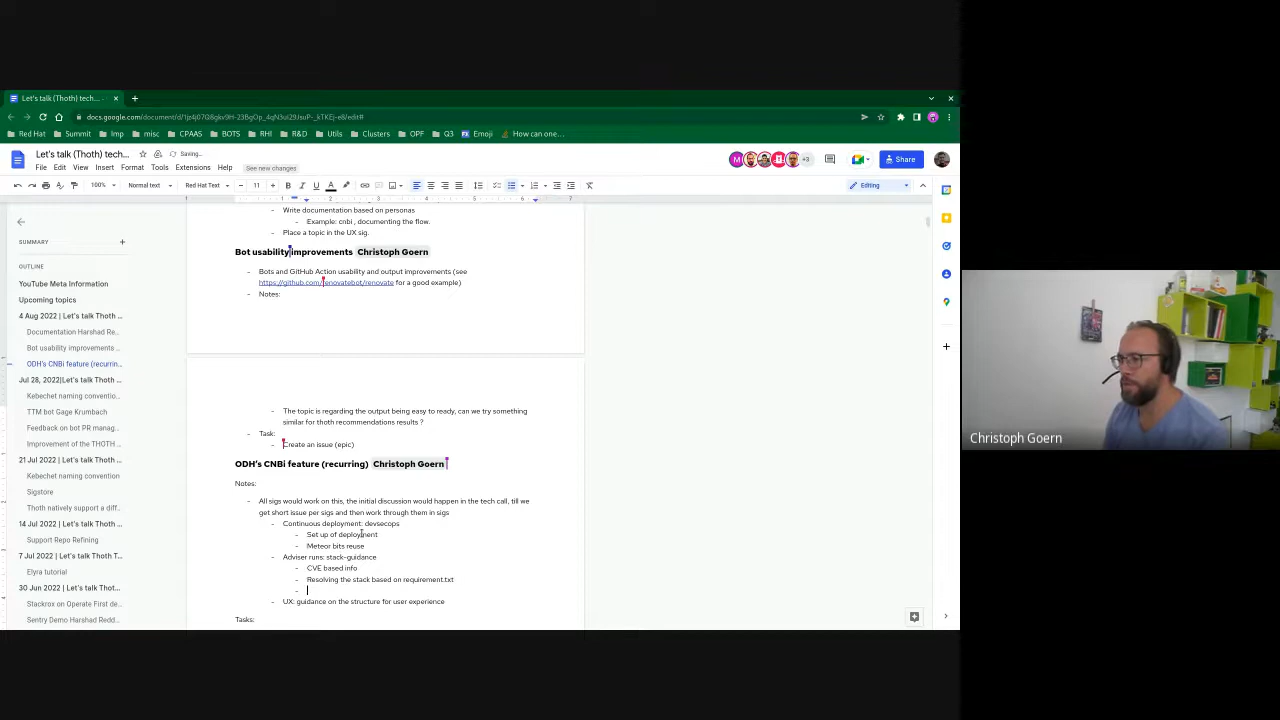 Let's talk (Thoth) tech...
docs.google.com/document/d/
Red Hat
Summit
Imp
misc
CPAAS
BOTS
RHI
R&D
Utils
Clusters
OPF
Q3
Emoji
How can one...
Let's talk (Thoth) tech...
Saving...
File Edit View Insert Format Tools Extensions Help
See new changes
+3
Share
100%
Normal text
Red Hat Text
11
Editing
1 1 2 3 4 5 6 7
SUMMARY
OUTLINE
YouTube Meta Information
Upcoming topics
4 Aug 2022 | Let's talk Thoth ...
Documentation Harshad Re...
Bot usability improvements ...
ODH's CNBi feature (recurrin...
Jul 28, 2022|Let's talk Thoth ...
Kebechet naming conventio...
TTM bot Gage Krumbach
Feedback on bot PR manag...
Improvement of the THOTH ...
21 Jul 2022 | Let's talk Thoth ...
Kebechet naming convention
Sigstore
Thoth natively support a dif...
14 Jul 2022 | Let's talk Thoth ...
Support Repo Refining
7 Jul 2022 | Let's talk Thoth T...
Elyra tutorial
30 Jun 2022 | Let's talk Thoth ...
Stackrox on Operate First de...
Sentry Demo Harshad Redd...
- Write documentation based on personas
- Example: cnbi , documenting the flow.
- Place a topic in the UX sig.
Bot usability improvements Christoph Goern
- Bots and GitHub Action usability and output improvements (see
https://github.com/renovatebot/renovate for a good example)
- Notes:
- The topic is regarding the output being easy to ready, can we try something
similar for thoth recommendations results ?
- Task:
- Create an issue (epic)
ODH's CNBi feature (recurring) Christoph Goern
Notes:
- All sigs would work on this, the initial discussion would happen in the tech call, till we
get short issue per sigs and then work through them in sigs
- Continuous deployment: devsecops
- Set up of deployment
- Meteor bits reuse
- Adviser runs: stack-guidance
- CVE based info
- Resolving the stack based on requirement.txt
-
- UX: guidance on the structure for user experience
Tasks:
Christoph Goern